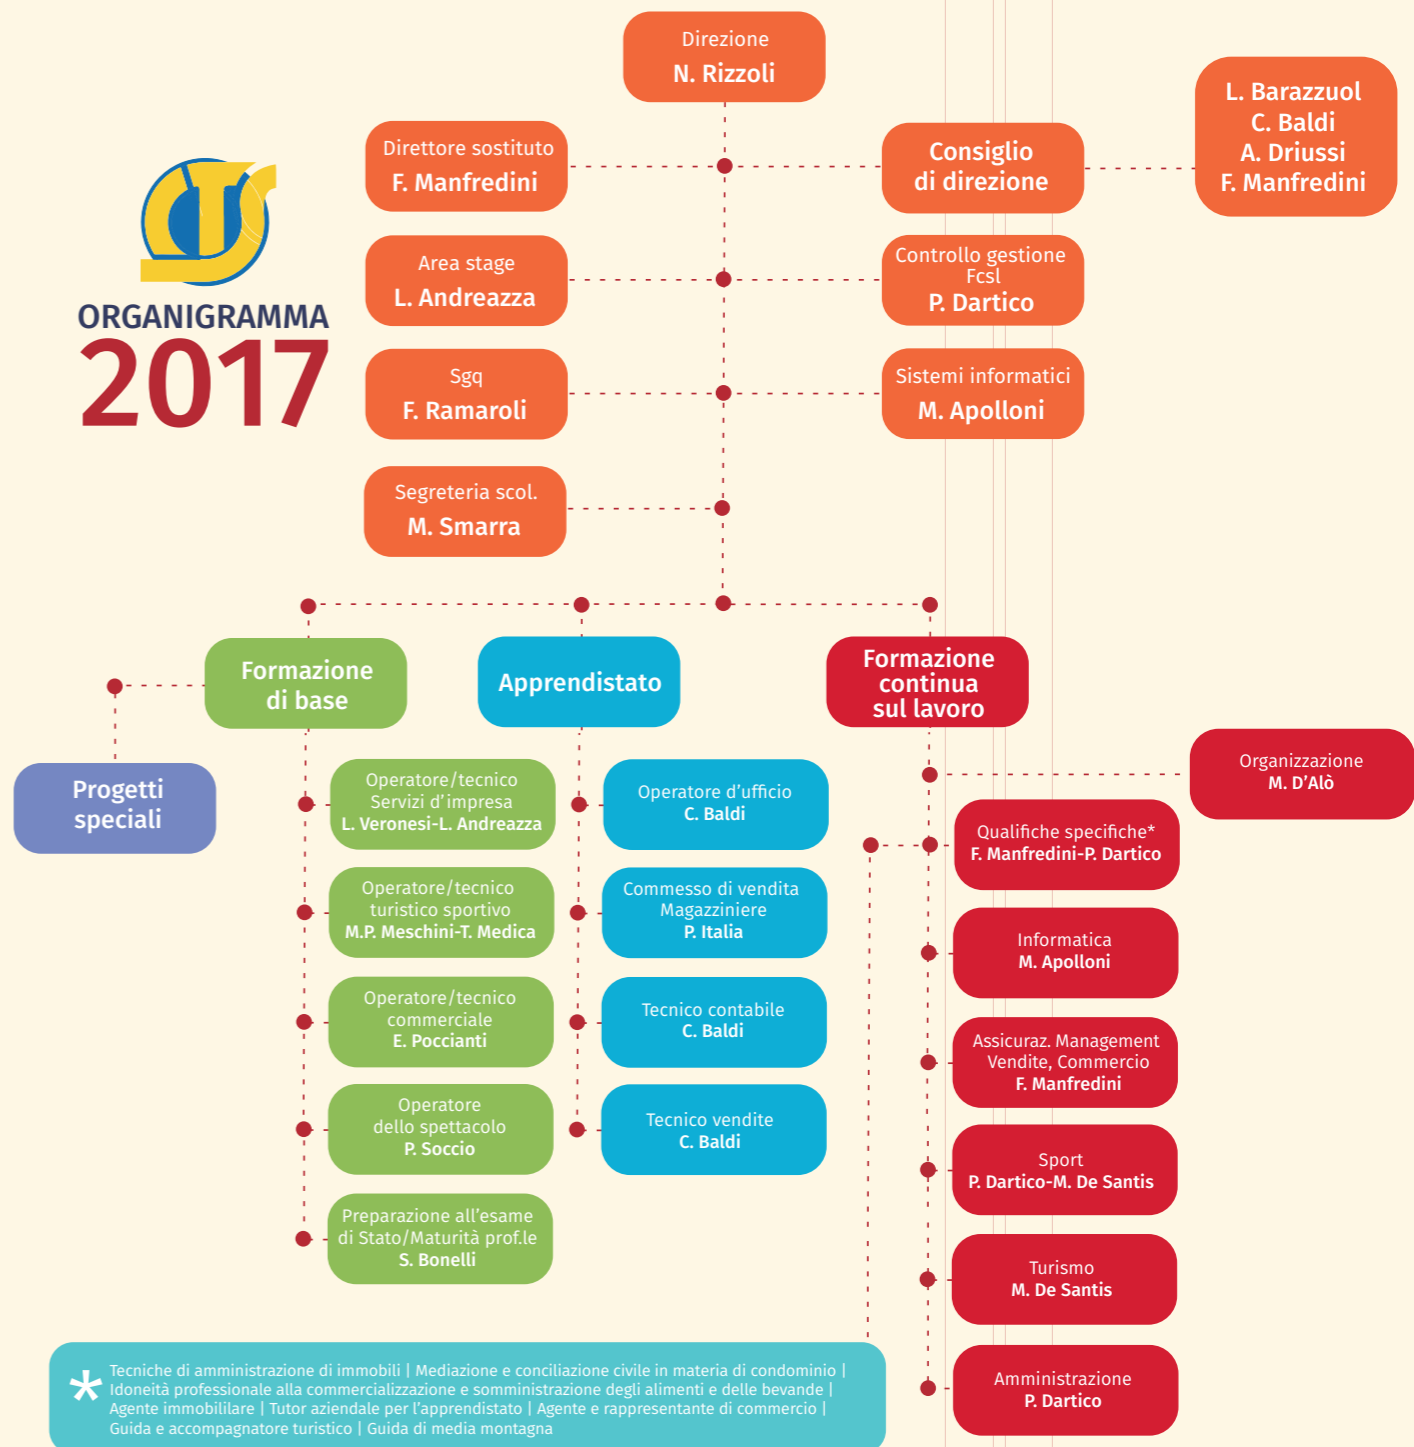 Direzione
N. Rizzoli
L. Barazzuol
C. Baldi
A. Driussi
F. Manfredini
Direttore sostituto
F. Manfredini
Consiglio
di direzione
ORGANIGRAMMA
2017
Area stage
L. Andreazza
Controllo gestione
Fcsl
P. Dartico
Sgq
F. Ramaroli
Sistemi informatici
M. Apolloni
Segreteria scol.
M. Smarra
Formazione
di base
Apprendistato
Formazione
continua
sul lavoro
Progetti
speciali
Organizzazione
M. D'Alò
Operatore/tecnico
Servizi d'impresa
L. Veronesi-L. Andreazza
Operatore/tecnico
turistico sportivo
M.P. Meschini-T. Medica
Operatore/tecnico
commerciale
E. Poccianti
Operatore
dello spettacolo
P. Soccio
Preparazione all'esame
di Stato/Maturità prof.le
S. Bonelli
Operatore d'ufficio
C. Baldi
Commesso di vendita
Magazziniere
P. Italia
Tecnico contabile
C. Baldi
Tecnico vendite
C. Baldi
Qualifiche specifiche*
F. Manfredini-P. Dartico
Informatica
M. Apolloni
Assicuraz. Management
Vendite, Commercio
F. Manfredini
Sport
P. Dartico-M. De Santis
Turismo
M. De Santis
Amministrazione
P. Dartico
* Tecniche di amministrazione di immobili | Mediazione e conciliazione civile in materia di condominio |
Idoneità professionale alla commercializzazione e somministrazione degli alimenti e delle bevande |
Agente immobililare | Tutor aziendale per l'apprendistato | Agente e rappresentante di commercio |
Guida e accompagnatore turistico | Guida di media montagna